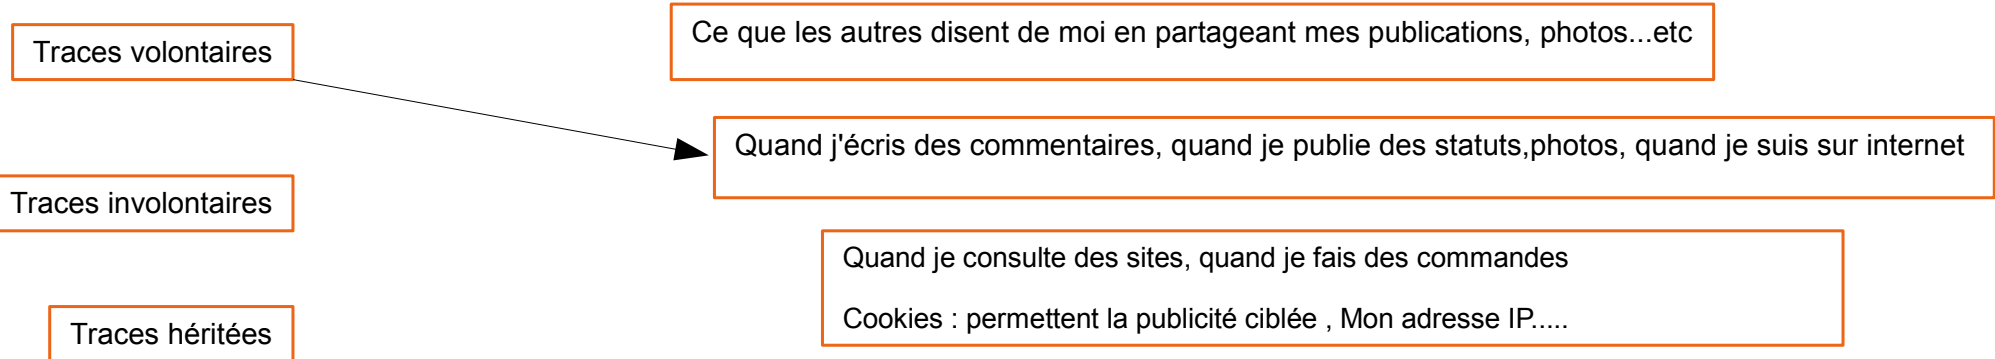 Traces volontaires
Ce que les autres disent de moi en partageant mes publications, photos...etc
Quand j'écris des commentaires, quand je publie des statuts,photos, quand je suis sur internet
Traces involontaires
Quand je consulte des sites, quand je fais des commandes
Cookies : permettent la publicité ciblée , Mon adresse IP.....
Traces héritées